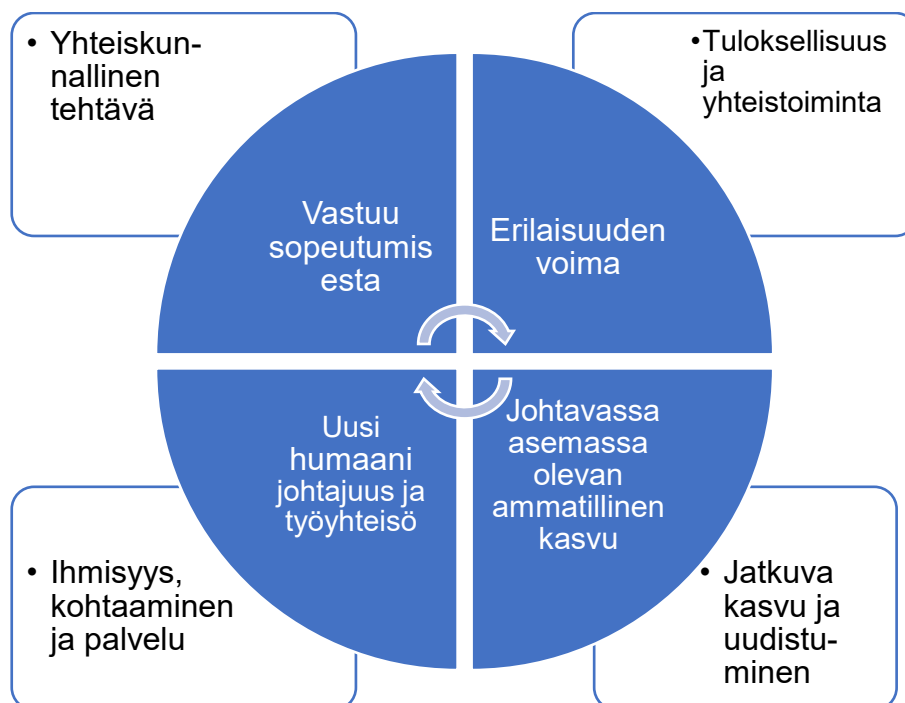 • Yhteiskun-
nallinen
tehtävä
•Tuloksellisuus
ja
yhteistoiminta
Vastuu
sopeutumis
esta
Erilaisuuden
voima
Uusi
humaani
johtajuus ja
työyhteisö
Johtavassa
asemassa
olevan
ammatillinen
kasvu
• Ihmisyys,
kohtaaminen
ja palvelu
• Jatkuva
kasvu ja
uudistu-
minen